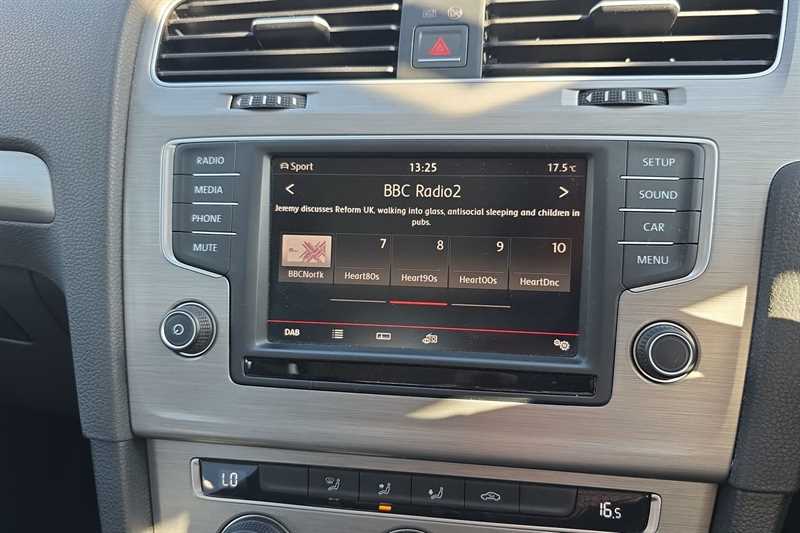 RADIO
MEDIA
PHONE
MUTE
Sport 13:25 17.5°C
< BBC Radio2 >
Jeremy discusses Reform UK, walking into glass, antisocial sleeping and children in
pubs.
7 8 9 10
BBCNorfk Heart80s Heart90s Heart00s HeartDnc
DAB
SETUP
SOUND
CAR
MENU
LO 16.5